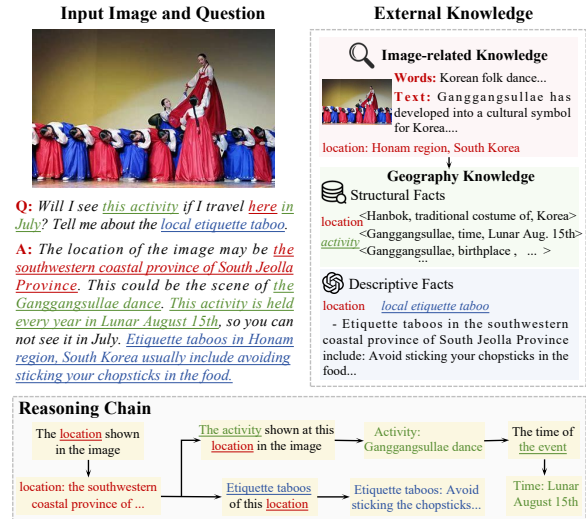 Input Image and Question
Q: Will I see this activity if I travel here in
July? Tell me about the local etiquette taboo.
A: The location of the image may be the
southwestern coastal province of South Jeolla
Province. This could be the scene of the
Ganggangsullae dance. This activity is held
every year in Lunar August 15th, so you can
not see it in July. Etiquette taboos in Honam
region, South Korea usually include avoiding
sticking your chopsticks in the food.
External Knowledge
Image-related Knowledge
Words: Korean folk dance...
Text: Ganggangsullae has
developed into a cultural symbol
for Korea....
location: Honam region, South Korea
Geography Knowledge
Structural Facts
location <Hanbok, traditional costume of, Korea>
activity <Ganggangsullae, time, Lunar Aug. 15th>
<Ganggangsullae, birthplace , ... >
...
Descriptive Facts
location local etiquette taboo
- Etiquette taboos in the southwestern
coastal province of South Jeolla Province
include: Avoid sticking your chopsticks in the
food...
Reasoning Chain
The location shown
in the image
location: the southwestern
coastal province of ...
The activity shown at this
location in the image
Activity:
Ganggangsullae dance
The time of
the event
Time: Lunar
August 15th
Etiquette taboos
of this location
Etiquette taboos: Avoid
sticking the chopsticks...